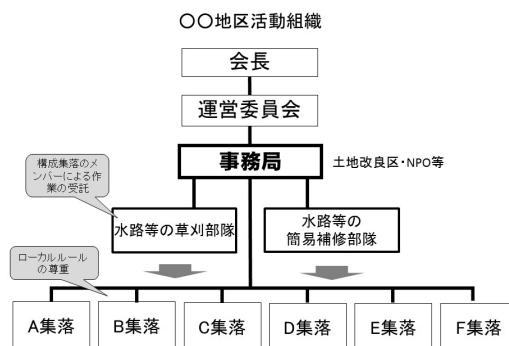 〇〇地区活動組織
会長
運営委員会
事務局
土地改良区・NPO等
構成集落のメ
ンバーによる作
業の受託
水路等の草刈部隊
水路等の
簡易補修部隊
ローカルルール
の尊重
A集落
B集落
C集落
D集落
E集落
F集落